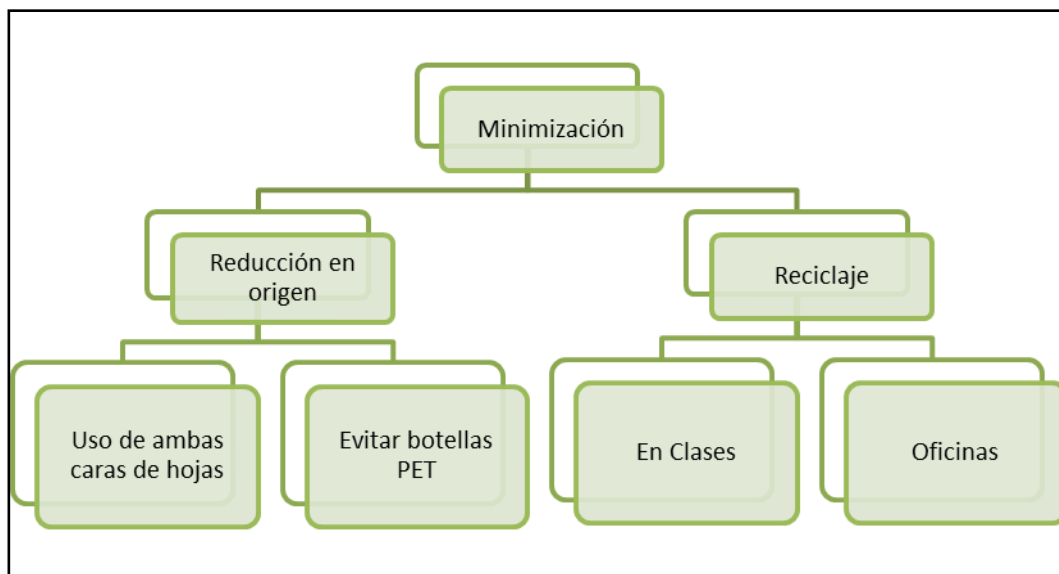 Minimización
Reducción en
origen
Reciclaje
Uso de ambas
caras de hojas
Evitar botellas
PET
En Clases
Oficinas